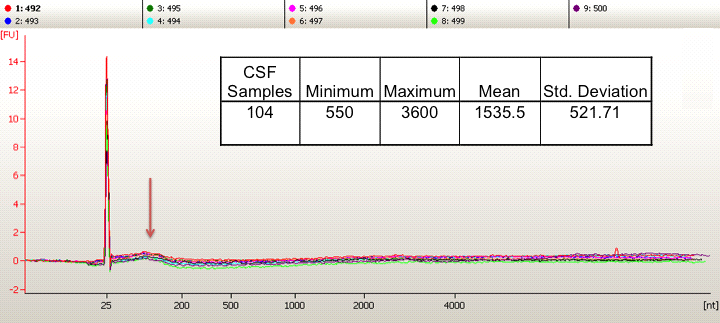 1: 492 3: 495 5: 496 7: 498 9: 500
2: 493 4: 494 6: 497 8: 499
[FU]
14
12
10
8
6
4
2
0
-2
CSF
Samples Minimum Maximum Mean Std. Deviation
104 550 3600 1535.5 521.71
25 200 500 1000 2000 4000 [nt]